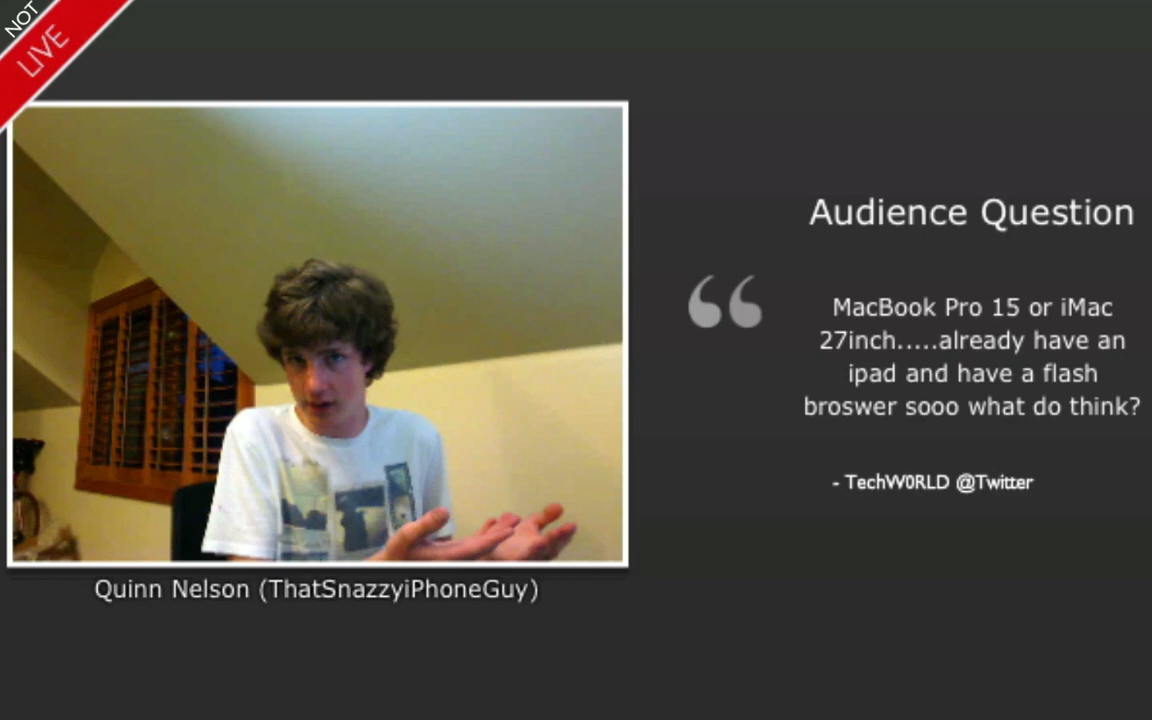 NOT
LIVE
Audience Question
“
MacBook Pro 15 or iMac
27inch.....already have an
ipad and have a flash
broswer sooo what do think?
- TechW0RLD @Twitter
Quinn Nelson (ThatSnazzyiPhoneGuy)